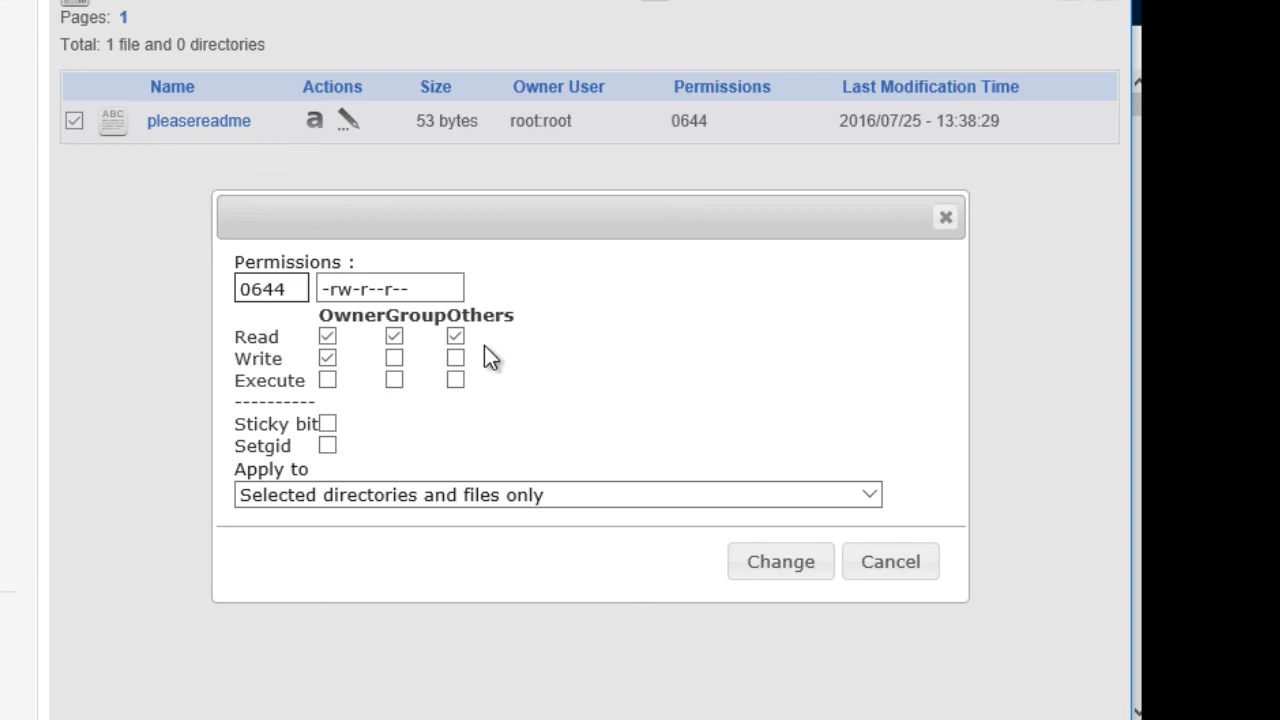 Pages: 1
Total: 1 file and 0 directories
Name Actions Size Owner User Permissions Last Modification Time
ABC pleasereadme a 53 bytes root:root 0644 2016/07/25 - 13:38:29
Permissions :
0644 -rw-r--r--
OwnerGroupOthers
Read
Write
Execute
----------
Sticky bit
Setgid
Apply to
Selected directories and files only
Change Cancel